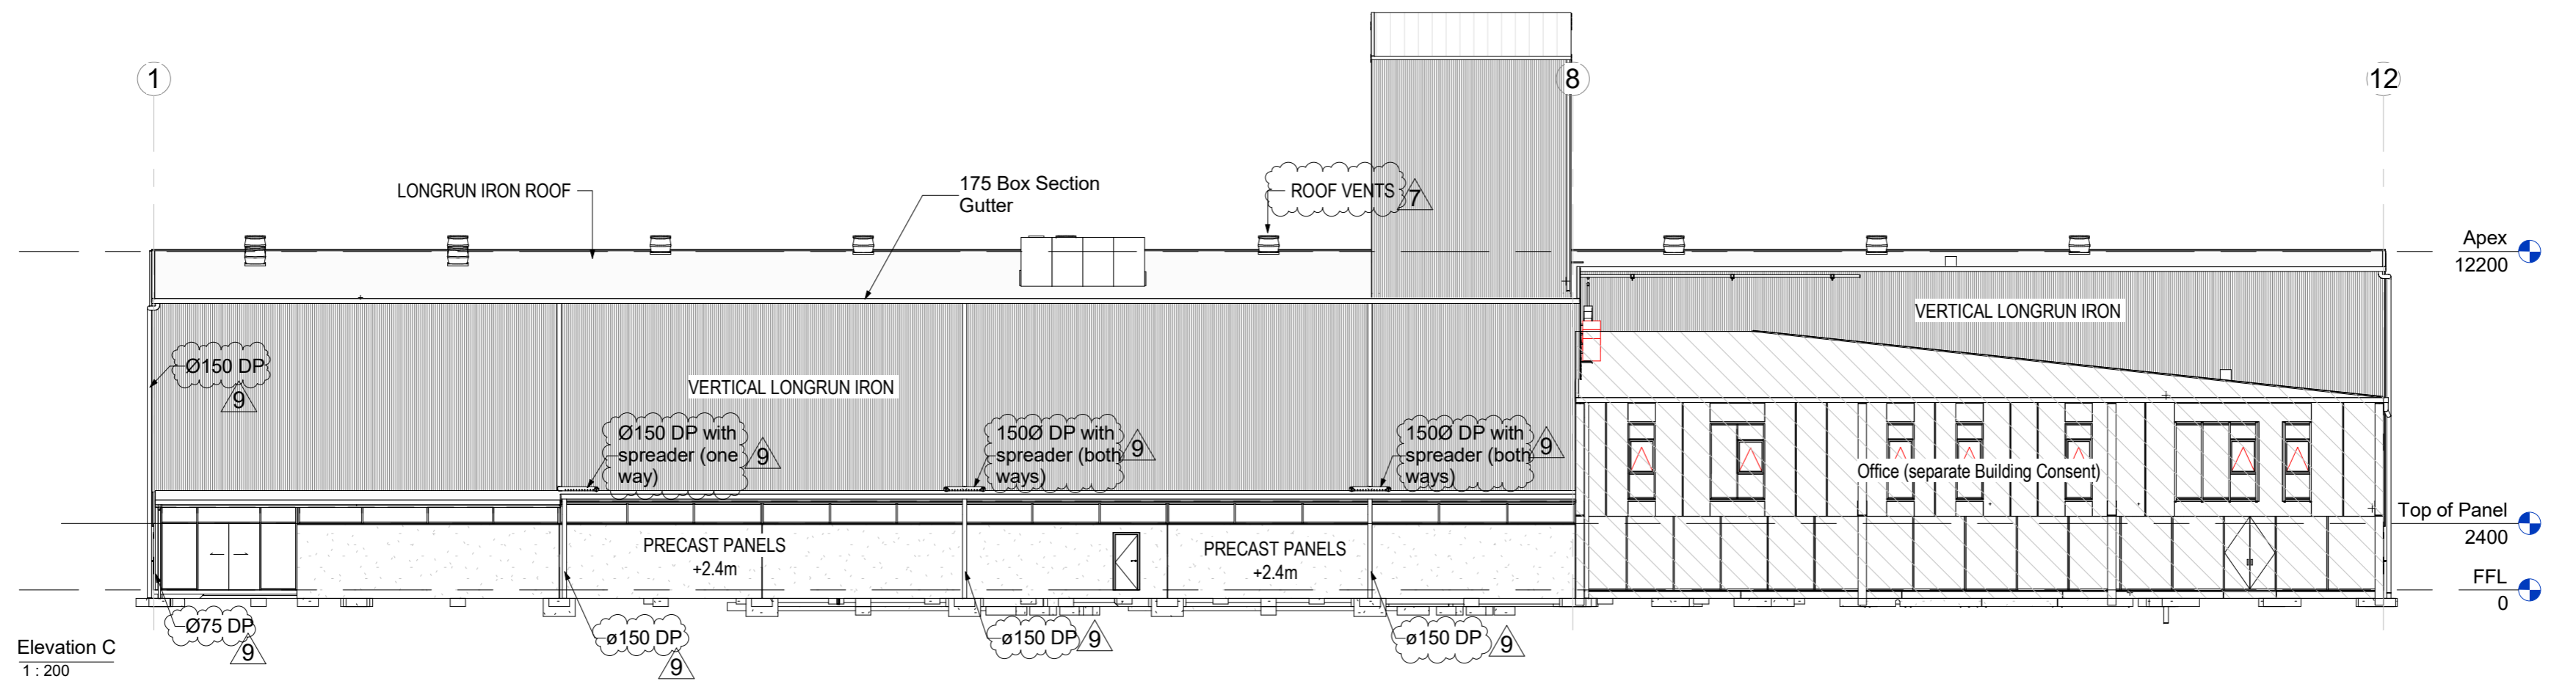 1
8
12
LONGRUN IRON ROOF
175 Box Section
Gutter
ROOF VENTS
7
Apex
12200
VERTICAL LONGRUN IRON
Ø150 DP
9
VERTICAL LONGRUN IRON
Ø150 DP with
spreader (one
way)
9
150Ø DP with
spreader (both
ways)
9
150Ø DP with
spreader (both
ways)
9
Office (separate Building Consent)
Top of Panel
2400
PRECAST PANELS
+2.4m
PRECAST PANELS
+2.4m
FFL
0
Ø75 DP
9
ø150 DP
9
ø150 DP
9
ø150 DP
9
Elevation C
1 : 200